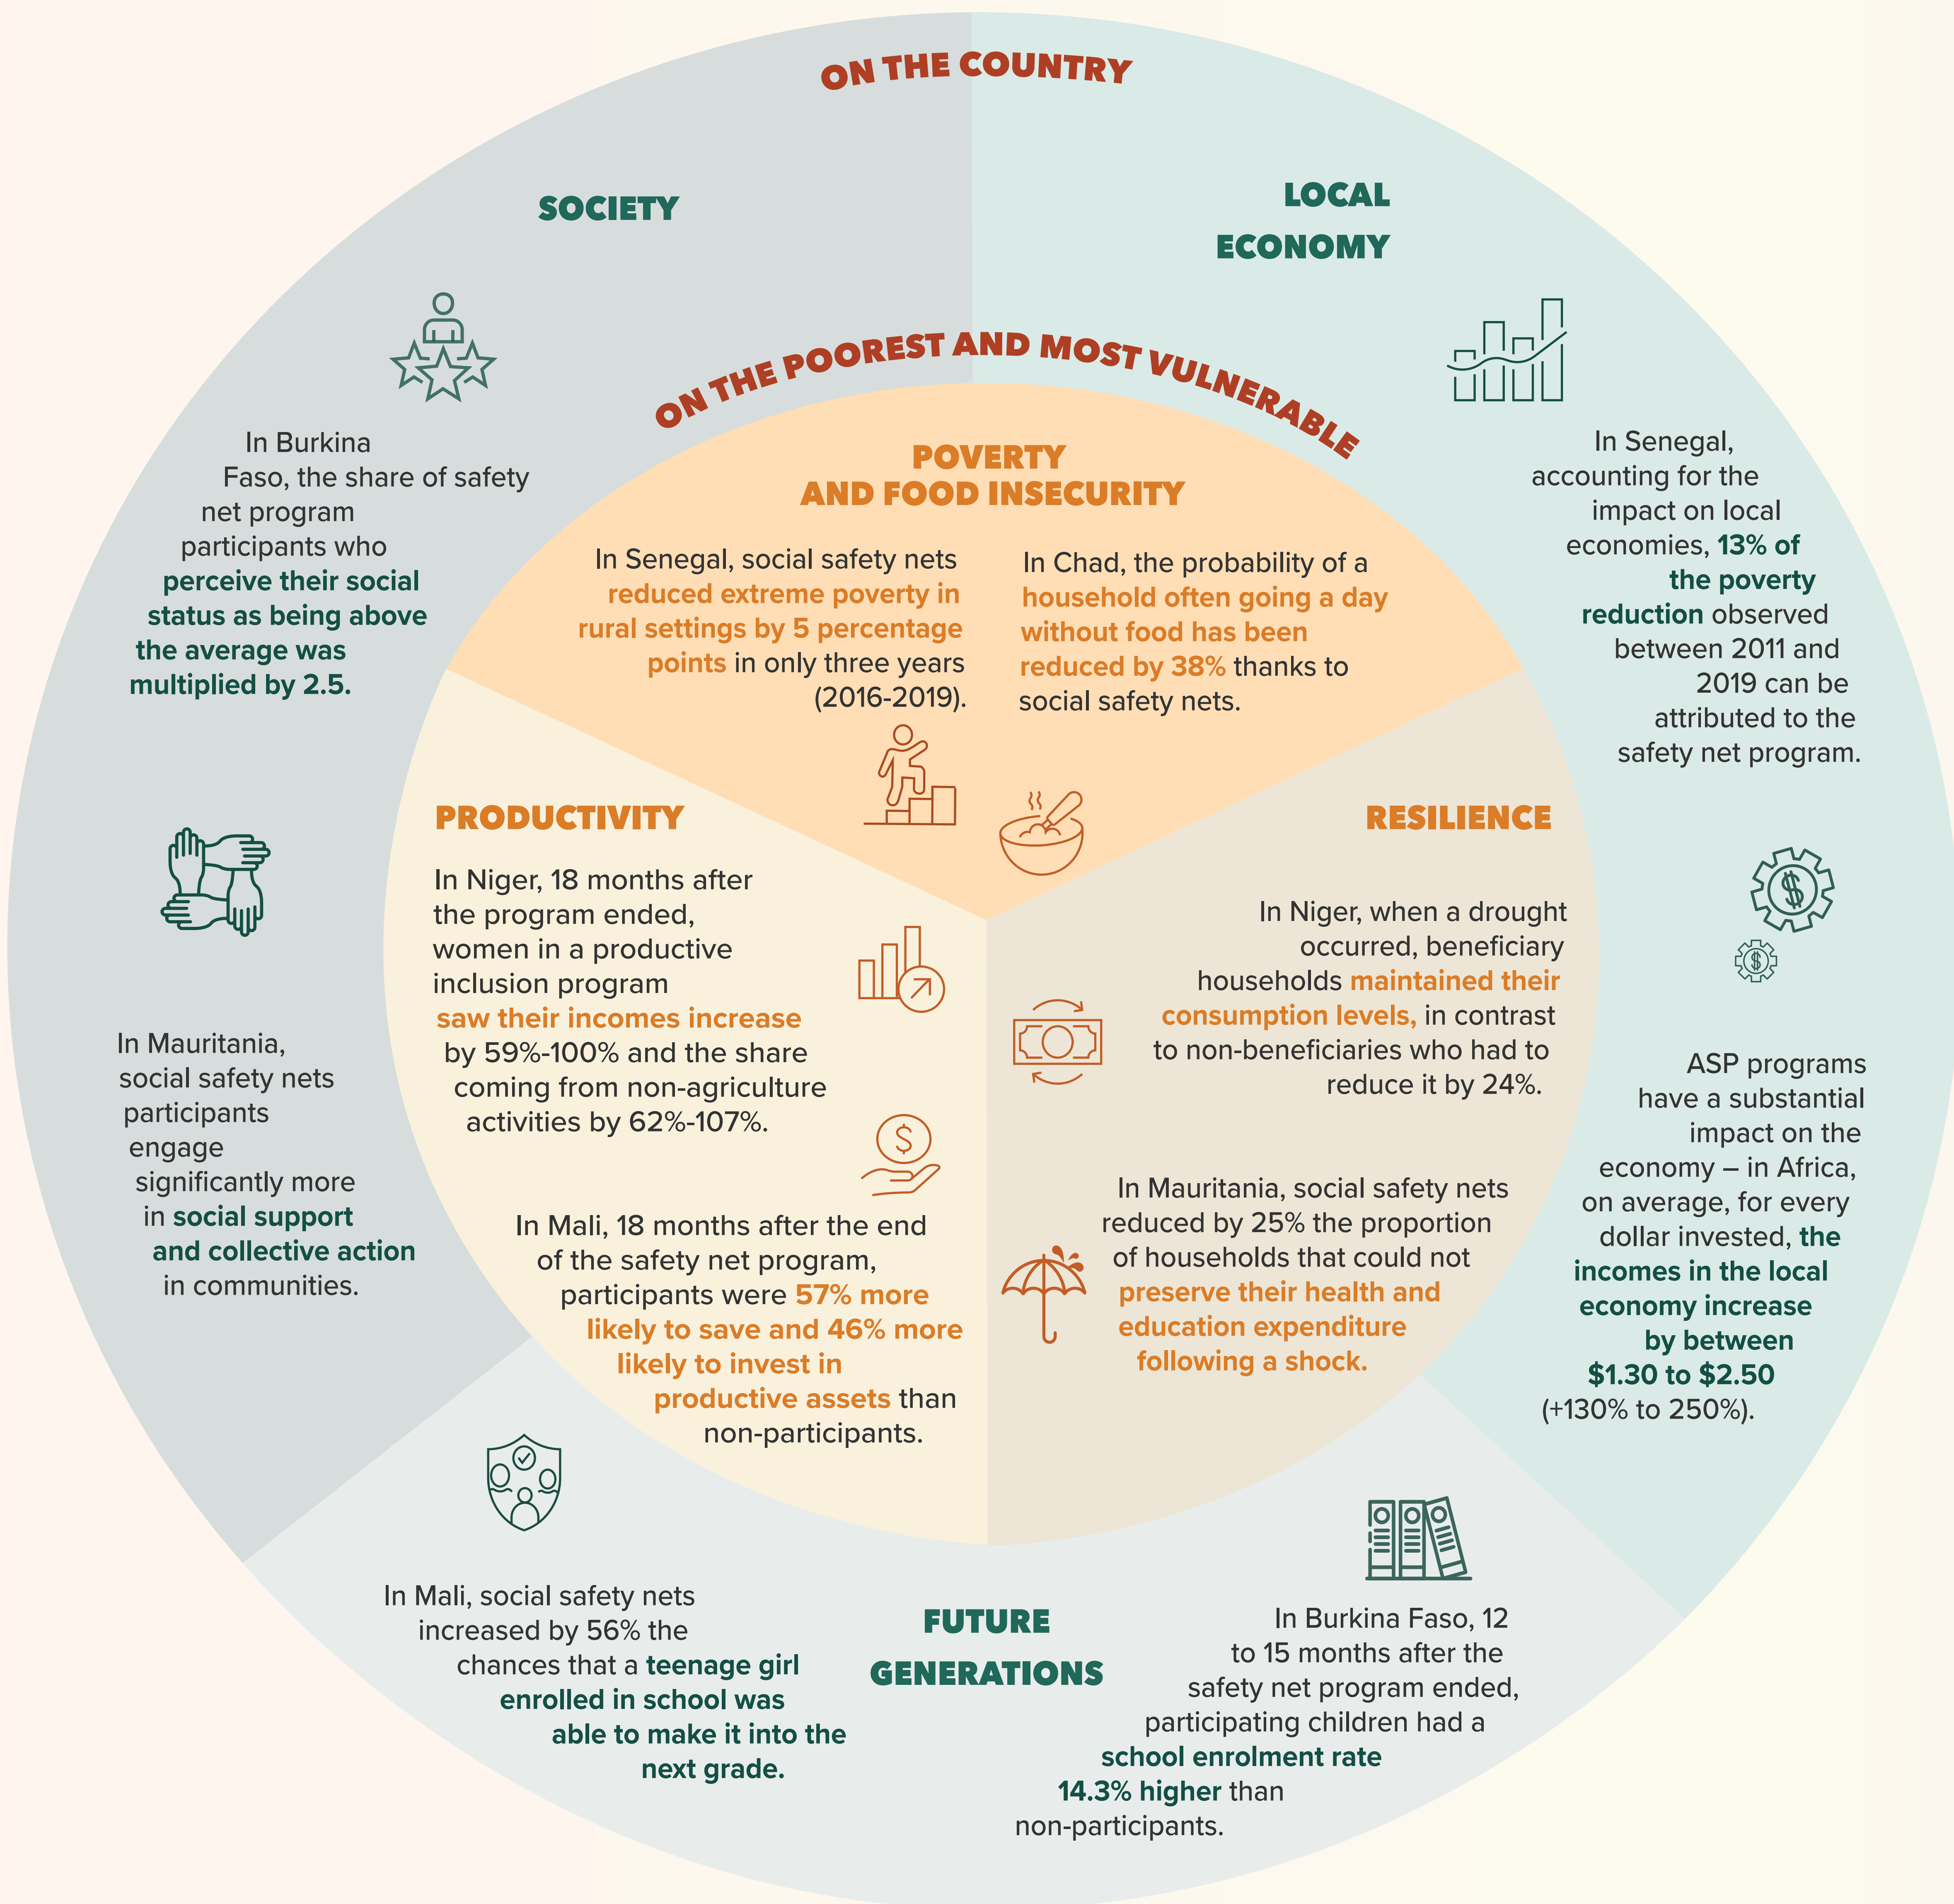 ON THE COUNTRY
SOCIETY
In Burkina
Faso, the share of safety
net program
participants who
perceive their social
status as being above
the average was
multiplied by 2.5.
In Mauritania,
social safety nets
participants
engage
significantly more
in social support
and collective action
in communities.
LOCAL
ECONOMY
In Senegal,
accounting for the
impact on local
economies, 13% of
the poverty
reduction observed
between 2011 and
2019 can be
attributed to the
safety net program.
ASP programs
have a substantial
impact on the
economy – in Africa,
on average, for every
dollar invested, the
incomes in the local
economy increase
by between
$1.30 to $2.50
(+130% to 250%).
ON THE POOREST AND MOST VULNERABLE
POVERTY
AND FOOD INSECURITY
In Senegal, social safety nets
reduced extreme poverty in
rural settings by 5 percentage
points in only three years
(2016-2019).
In Chad, the probability of a
household often going a day
without food has been
reduced by 38% thanks to
social safety nets.
PRODUCTIVITY
In Niger, 18 months after
the program ended,
women in a productive
inclusion program
saw their incomes increase
by 59%-100% and the share
coming from non-agriculture
activities by 62%-107%.
In Mali, 18 months after the end
of the safety net program,
participants were 57% more
likely to save and 46% more
likely to invest in
productive assets than
non-participants.
RESILIENCE
In Niger, when a drought
occurred, beneficiary
households maintained their
consumption levels, in contrast
to non-beneficiaries who had to
reduce it by 24%.
In Mauritania, social safety nets
reduced by 25% the proportion
of households that could not
preserve their health and
education expenditure
following a shock.
FUTURE
GENERATIONS
In Mali, social safety nets
increased by 56% the
chances that a teenage girl
enrolled in school was
able to make it into the
next grade.
In Burkina Faso, 12
to 15 months after the
safety net program ended,
participating children had a
school enrolment rate
14.3% higher than
non-participants.